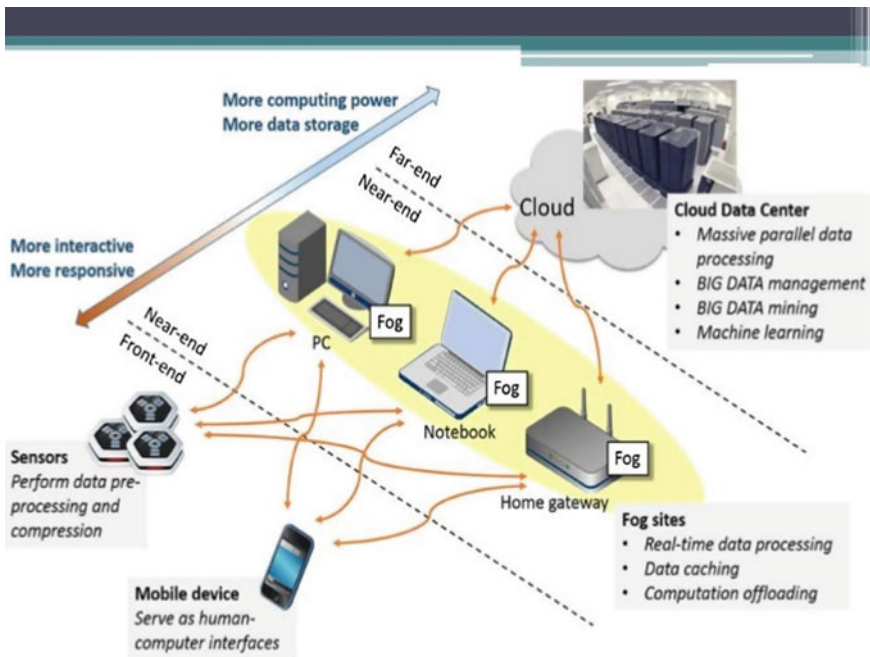 More computing power
More data storage
Far-end
Near-end
Cloud
Cloud Data Center
• Massive parallel data
processing
• BIG DATA management
• BIG DATA mining
• Machine learning
More interactive
More responsive
Near-end
Front-end
Fog
PC
Fog
Notebook
Fog
Home gateway
Sensors
Perform data pre-
processing and
compression
Mobile device
Serve as human-
computer interfaces
Fog sites
• Real-time data processing
• Data caching
• Computation offloading